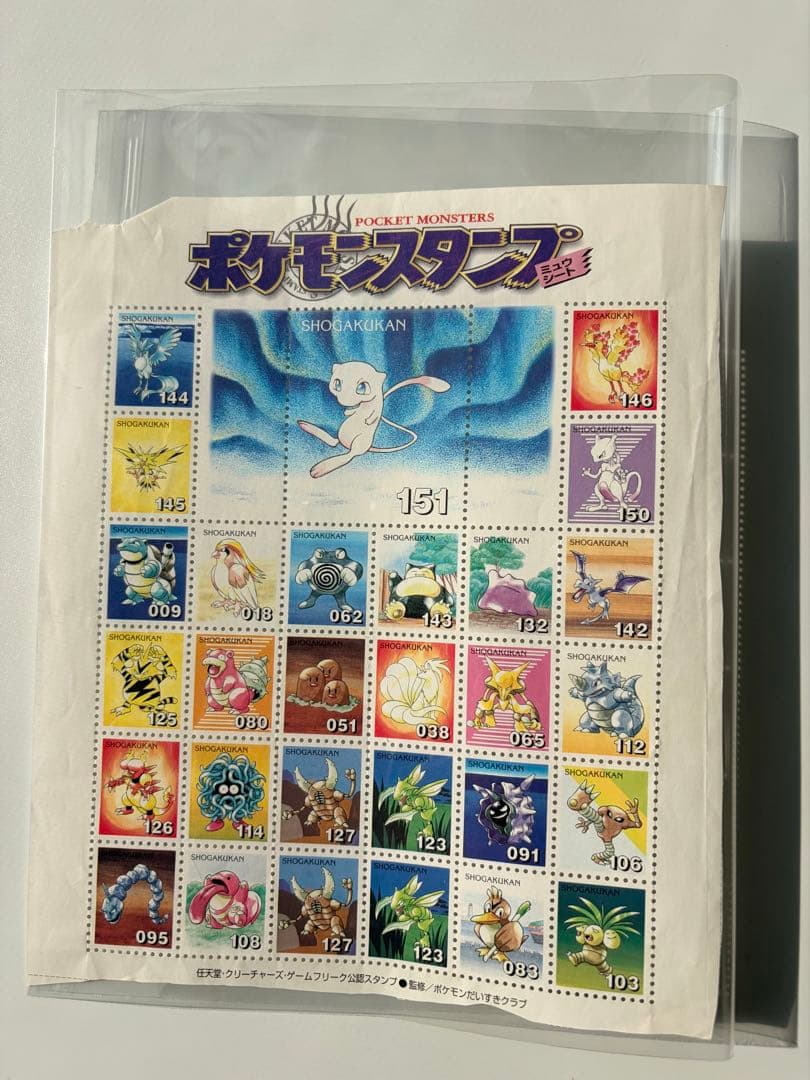 POCKET MONSTERS
ポケモンスタンプ
ミュウ
シート
SHOGAKUKAN
144
SHOGAKUKAN
151
SHOGAKUKAN
146
SHOGAKUKAN
145
SHOGAKUKAN
150
SHOGAKUKAN
009
SHOGAKUKAN
018
SHOGAKUKAN
062
SHOGAKUKAN
143
SHOGAKUKAN
132
SHOGAKUKAN
142
SHOGAKUKAN
125
SHOGAKUKAN
080
SHOGAKUKAN
051
SHOGAKUKAN
038
SHOGAKUKAN
065
SHOGAKUKAN
112
SHOGAKUKAN
126
SHOGAKUKAN
114
SHOGAKUKAN
127
SHOGAKUKAN
123
SHOGAKUKAN
091
SHOGAKUKAN
106
SHOGAKUKAN
095
SHOGAKUKAN
108
SHOGAKUKAN
127
SHOGAKUKAN
123
SHOGAKUKAN
083
SHOGAKUKAN
103
任天堂・クリーチャーズ・ゲームフリーク公認スタンプ●監修/ポケモンだいすきクラブ